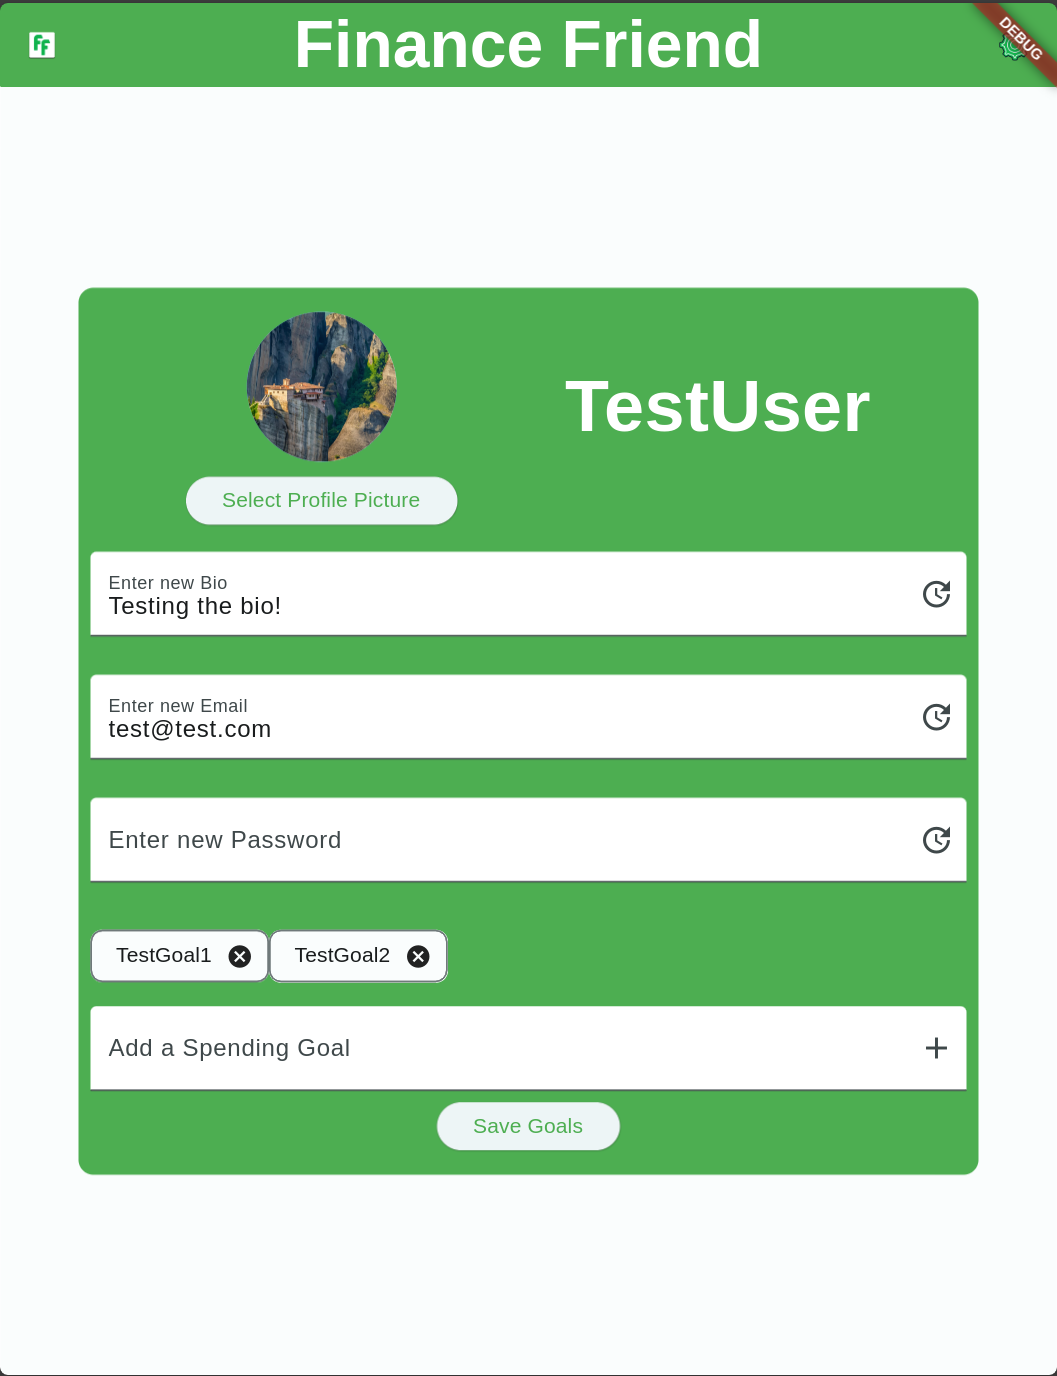 FF
Finance Friend
DEBUG
TestUser
Select Profile Picture
Enter new Bio
Testing the bio!
Enter new Email
test@test.com
Enter new Password
TestGoal1
TestGoal2
Add a Spending Goal
Save Goals